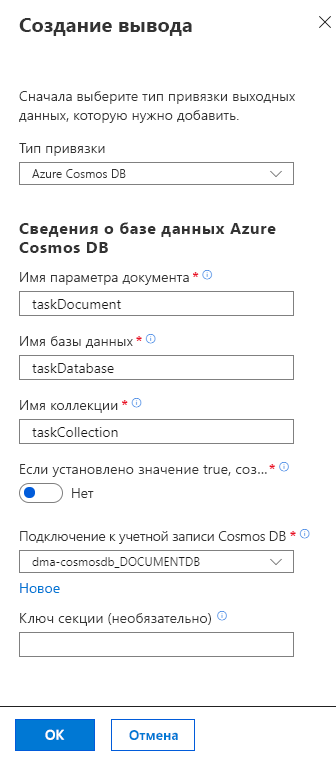 Создание вывода
Сначала выберите тип привязки выходных
данных, которую нужно добавить.
Тип привязки
Azure Cosmos DB
Сведения о базе данных Azure
Cosmos DB
Имя параметра документа *
taskDocument
Имя базы данных *
taskDatabase
Имя коллекции *
taskCollection
Если установлено значение true, соз... *
Нет
Подключение к учетной записи Cosmos DB *
dma-cosmosdb_DOCUMENTDB
Новое
Ключ секции (необязательно)
ОК Отмена